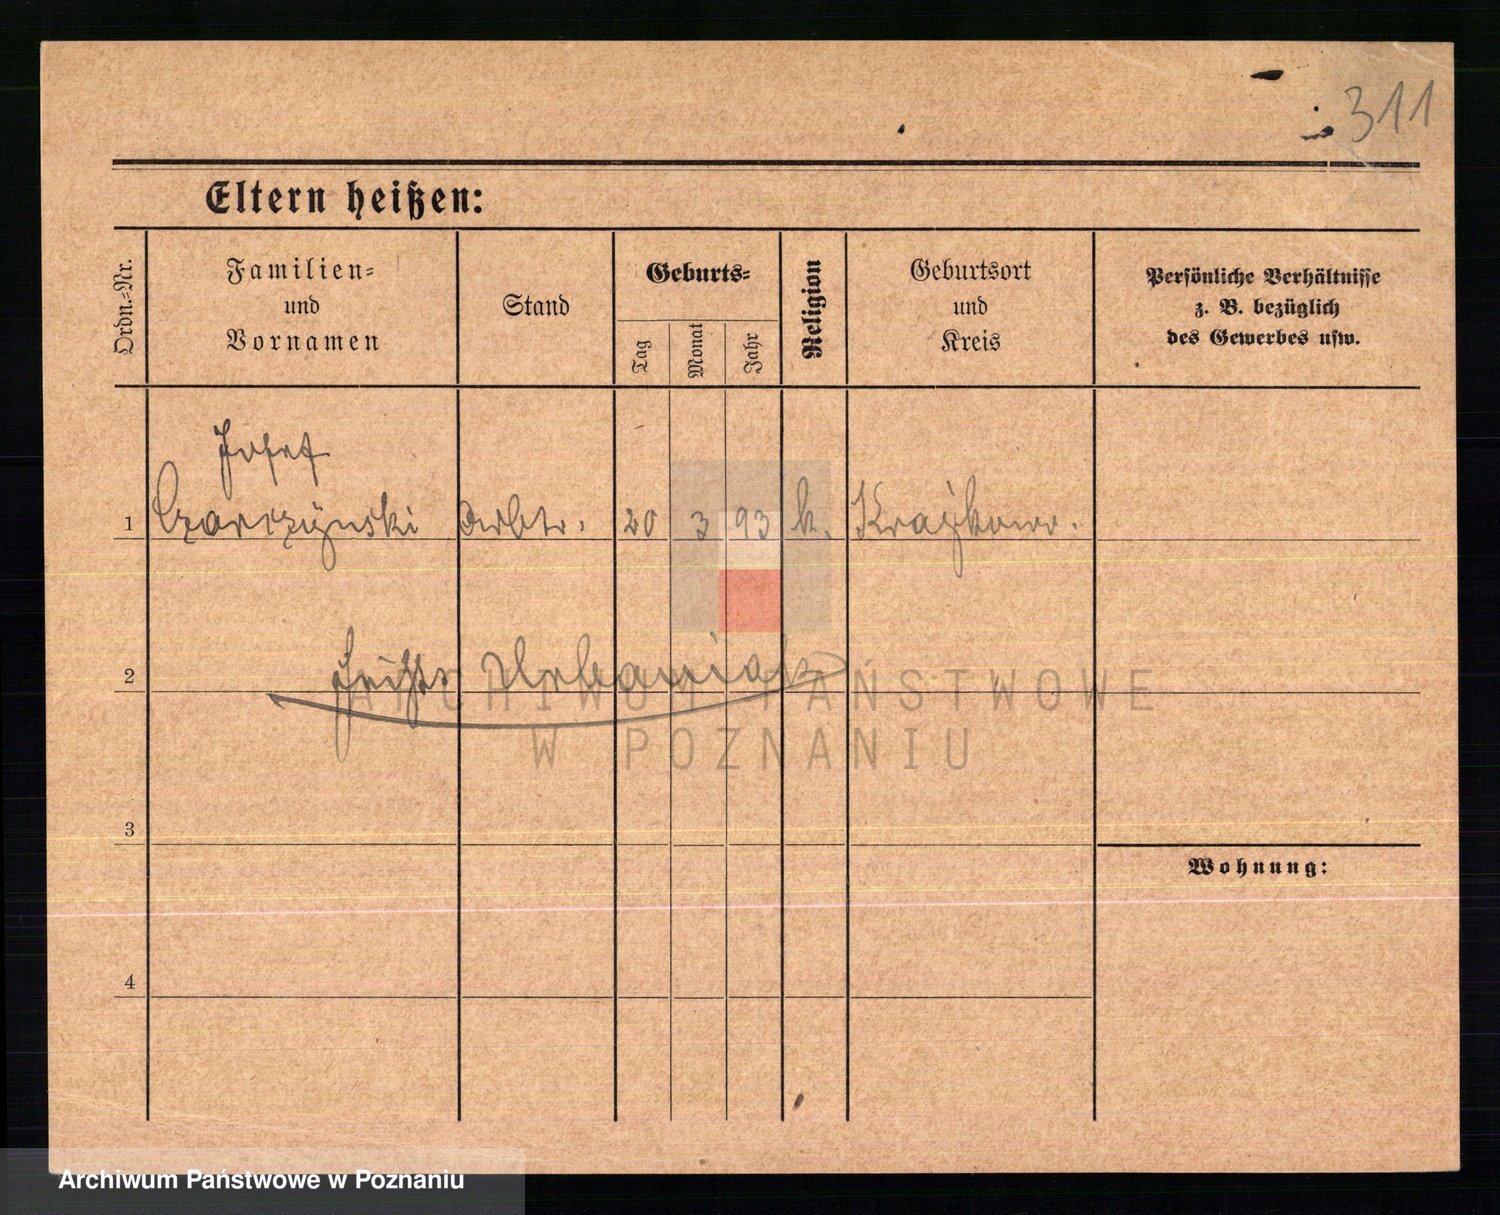 311
Eltern heißen:
Ordn.-Nr.
Familien- und Vornamen
Stand
Geburts-
Tag
Monat
Jahr
Religion
Geburtsort und Kreis
Persönliche Verhältnisse z. B. bezüglich des Gewerbes usw.
Josef
1 Czarczynski Arbtr. 20 3 93 k.
2 Urbaniak
3
Wohnung:
4
ARCHIWUM PAŃSTWOWE
W POZNANIU
Archiwum Państwowe w Poznaniu